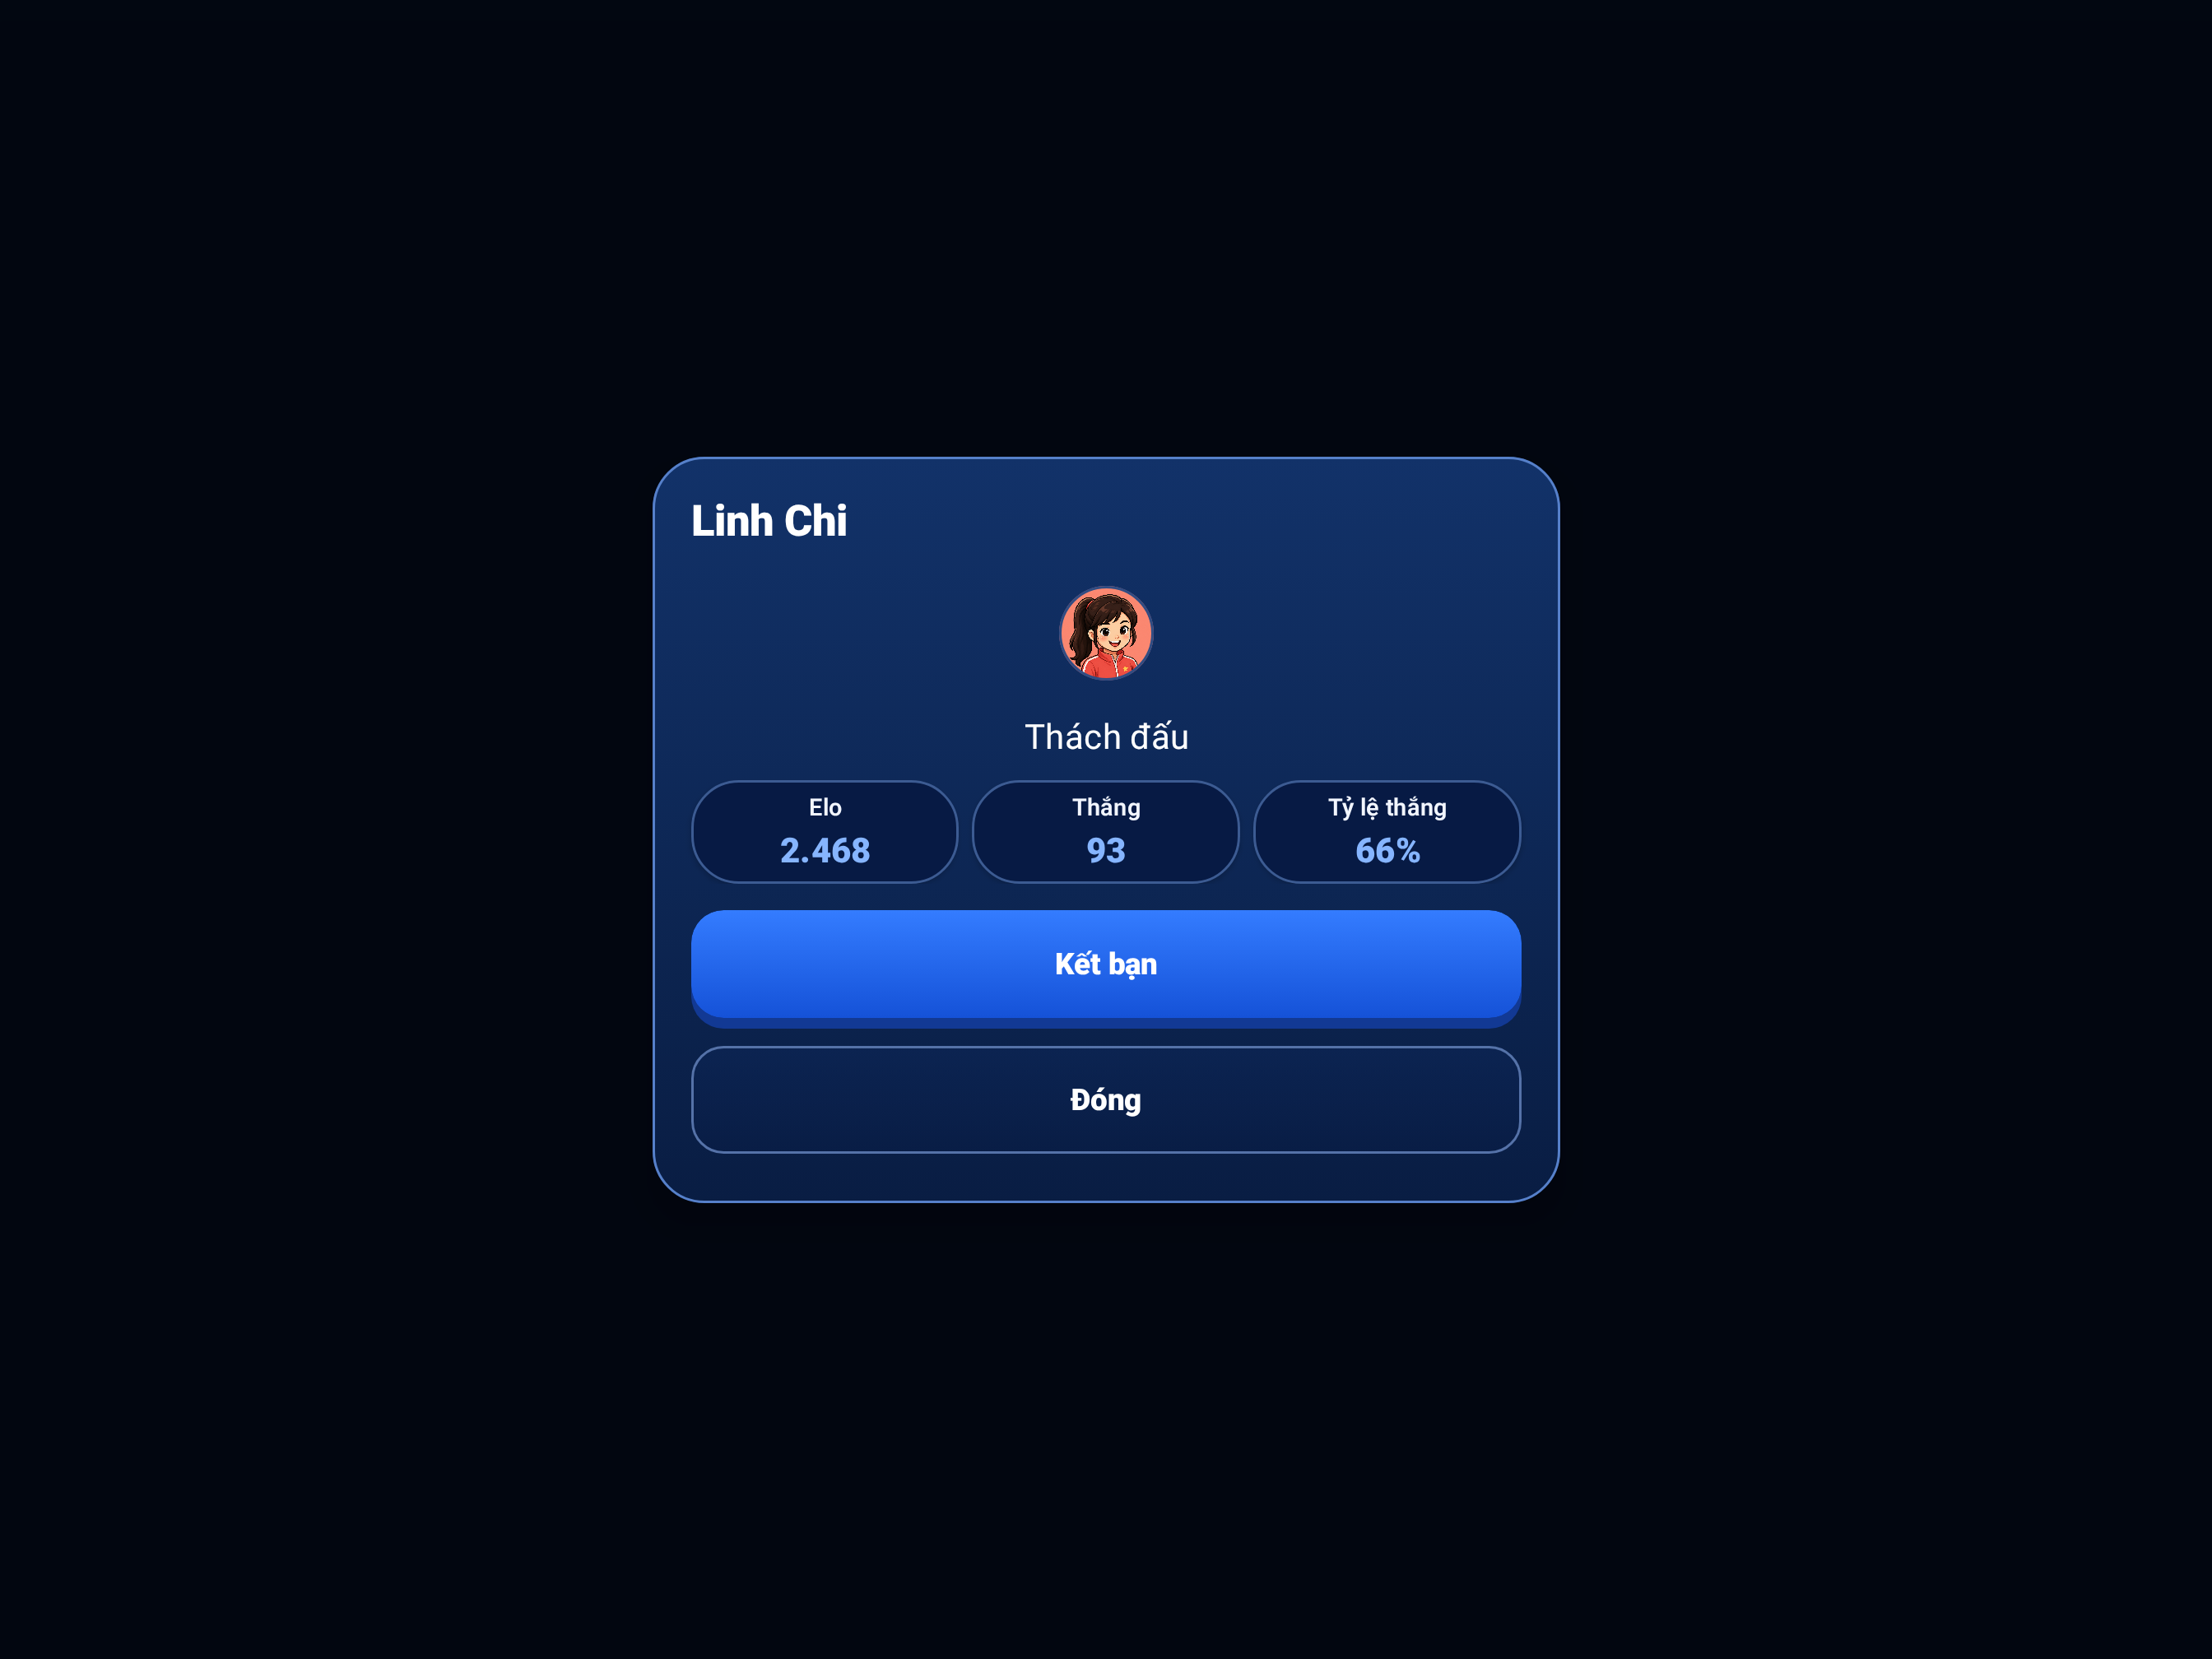 Linh Chi
Thách đấu
Elo
2.468
Thắng
93
Tỷ lệ thắng
66%
Kết bạn
Đóng